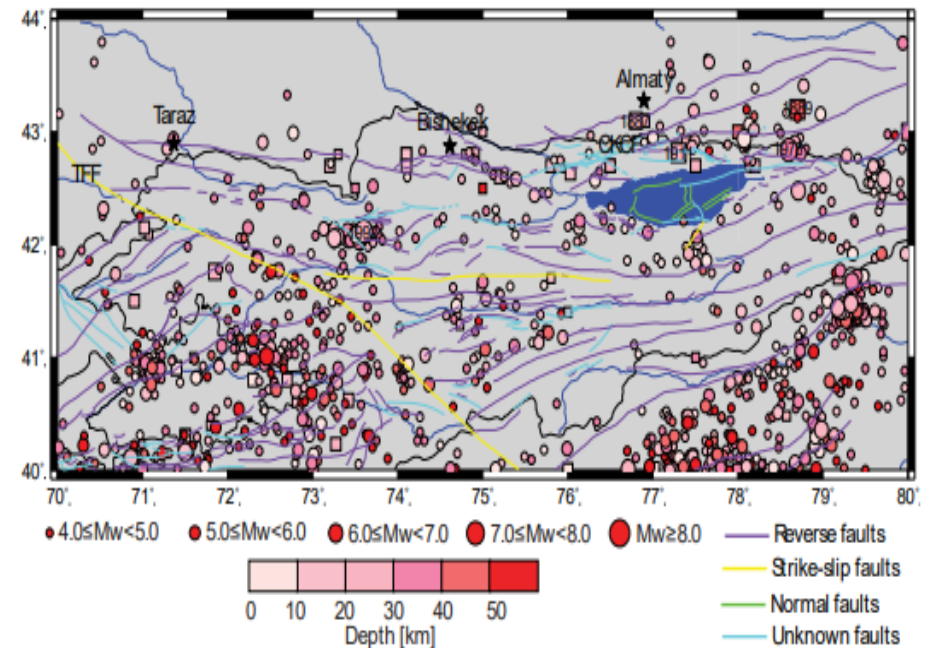 44°
Almaty
Taraz
1889
43°
Bishekek
1887
CKCF
TFF
42°
41°
40°
70° 71° 72° 73° 74° 75° 76° 77° 78° 79° 80°
4.0≤Mw<5.0 5.0≤Mw<6.0 6.0≤Mw<7.0 7.0≤Mw<8.0 Mw≥8.0 Reverse faults
Strike-slip faults
Normal faults
Unknown faults
0 10 20 30 40 50
Depth [km]